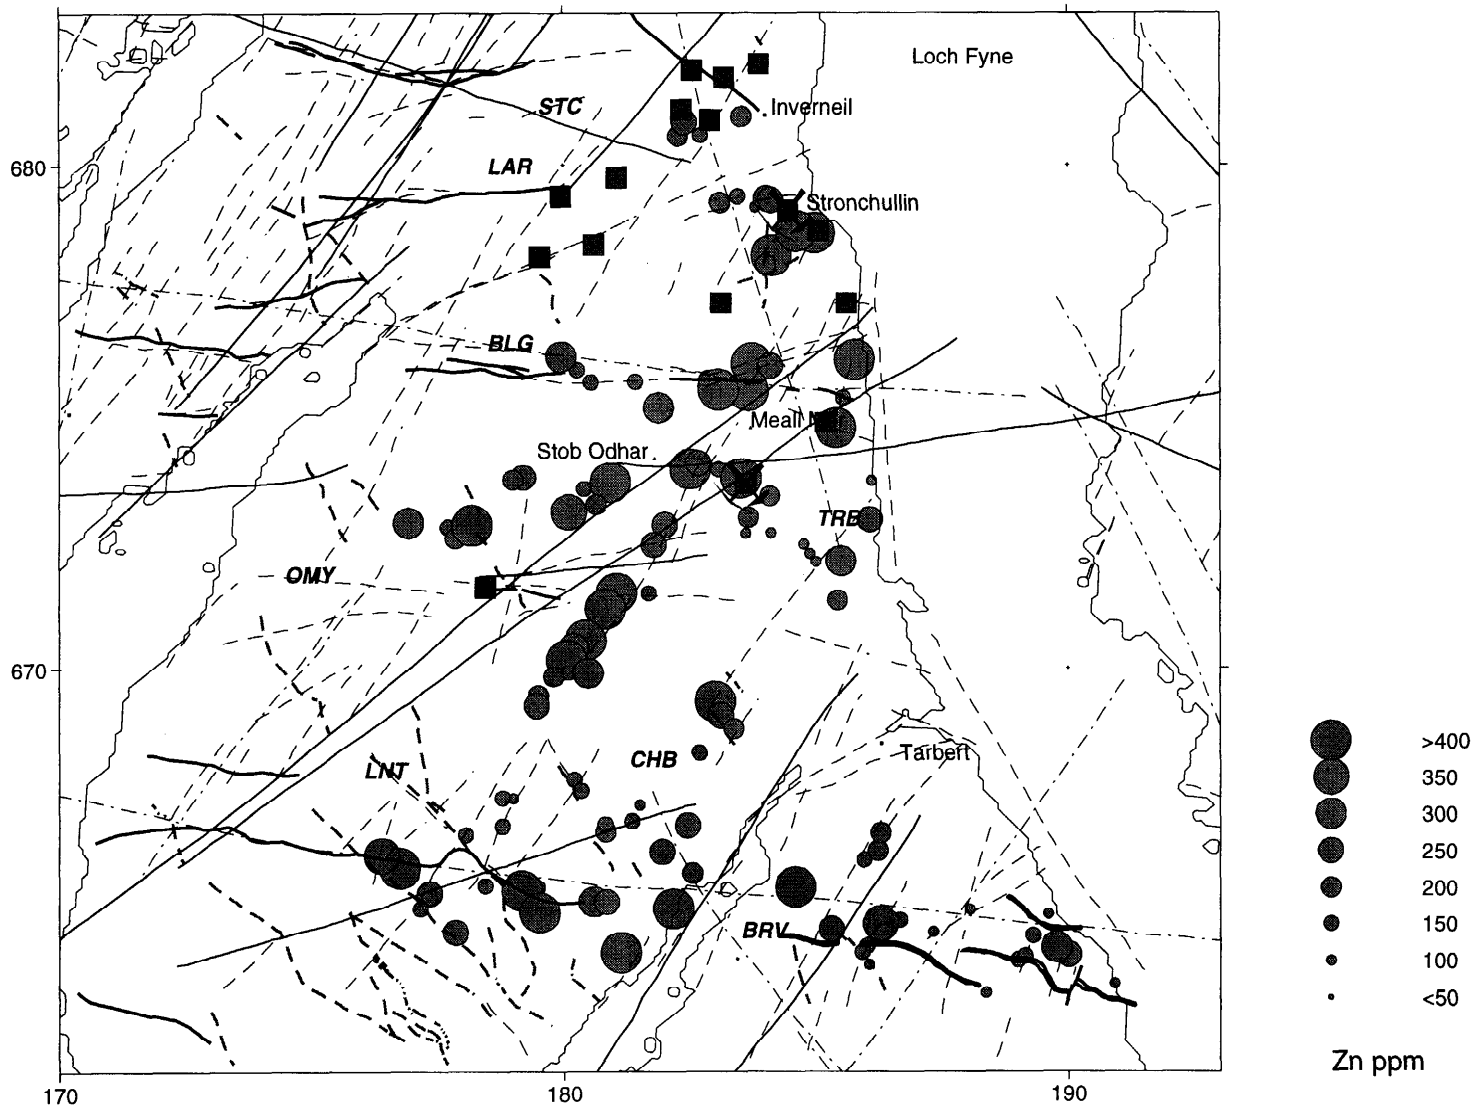 Loch Fyne
STC
Inverneil
680
LAR
Stronchullin
BLG
Meall
Stob Odhar
TRB
OMY
670
CHB
Tarbert
LNT
BRV
>400
350
300
250
200
150
100
<50
Zn ppm
170
180
190